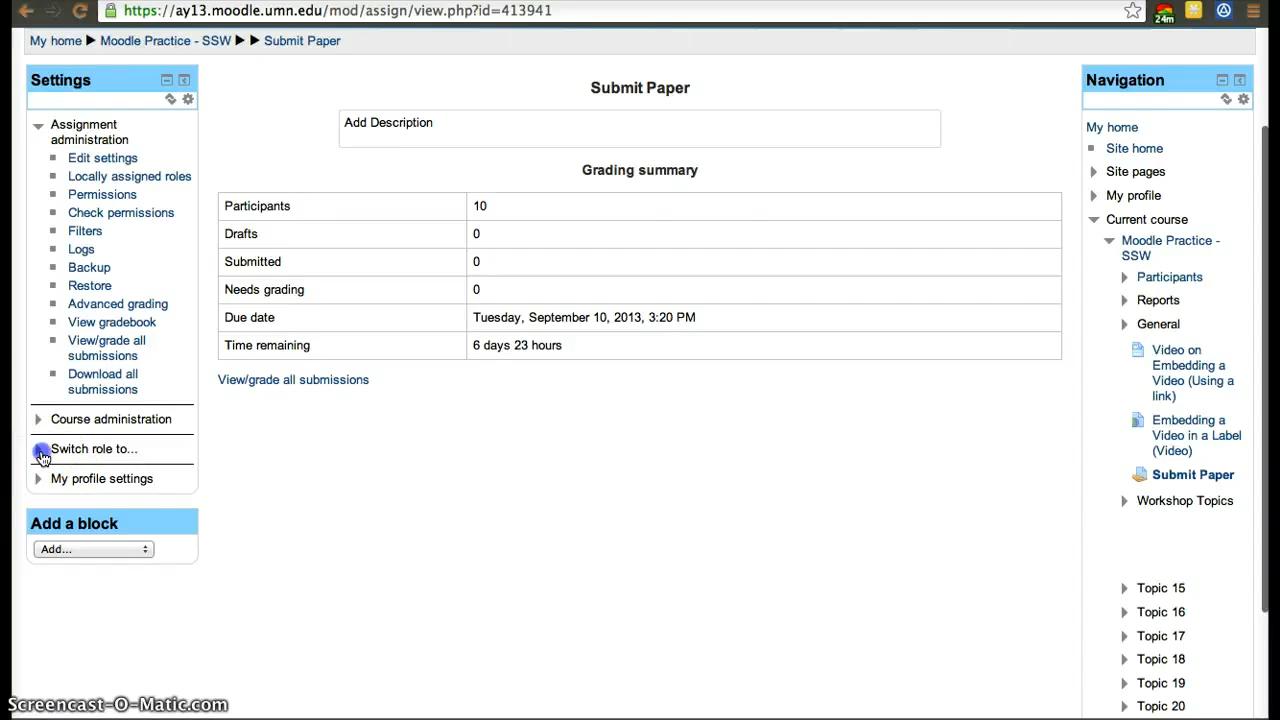 https://ay13.moodle.umn.edu/mod/assign/view.php?id=413941
24m
My home ▶ Moodle Practice - SSW ▶ ▶ Submit Paper
Settings
Assignment
administration
Edit settings
Locally assigned roles
Permissions
Check permissions
Filters
Logs
Backup
Restore
Advanced grading
View gradebook
View/grade all
submissions
Download all
submissions
Course administration
Switch role to...
My profile settings
Add a block
Add...
Submit Paper
Add Description
Grading summary
Participants 10
Drafts 0
Submitted 0
Needs grading 0
Due date Tuesday, September 10, 2013, 3:20 PM
Time remaining 6 days 23 hours
View/grade all submissions
Navigation
My home
Site home
Site pages
My profile
Current course
Moodle Practice -
SSW
Participants
Reports
General
Video on
Embedding a
Video (Using a
link)
Embedding a
Video in a Label
(Video)
Submit Paper
Workshop Topics
Topic 15
Topic 16
Topic 17
Topic 18
Topic 19
Topic 20
Screencast-O-Matic.com